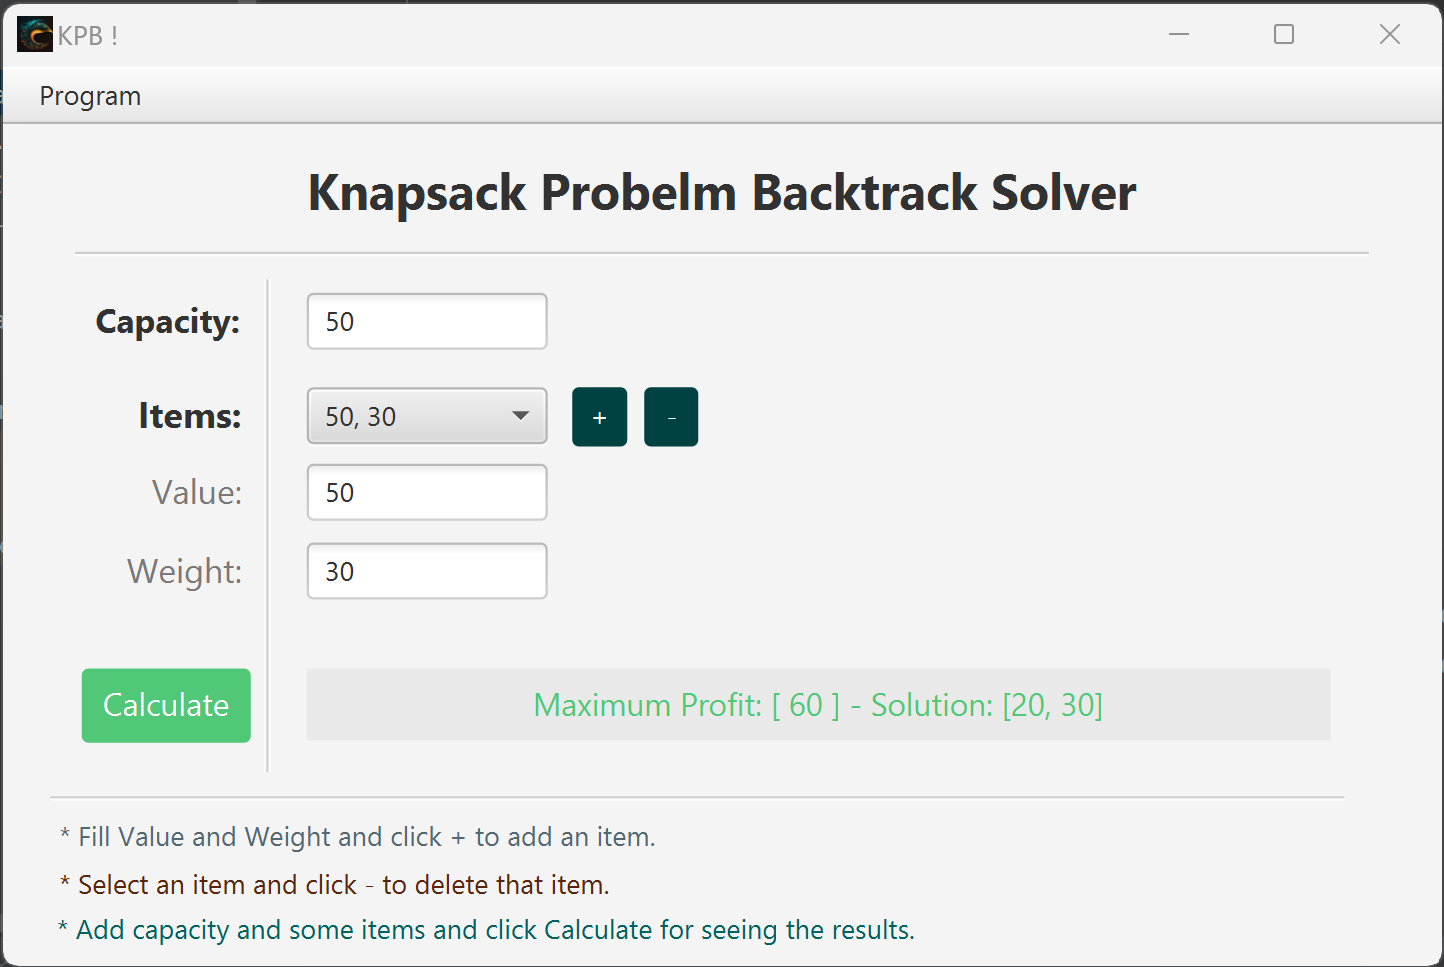 KPB !
Program
Knapsack Probelm Backtrack Solver
Capacity: 50
Items: 50, 30 + -
Value: 50
Weight: 30
Calculate Maximum Profit: [ 60 ] - Solution: [20, 30]
* Fill Value and Weight and click + to add an item.
* Select an item and click - to delete that item.
* Add capacity and some items and click Calculate for seeing the results.